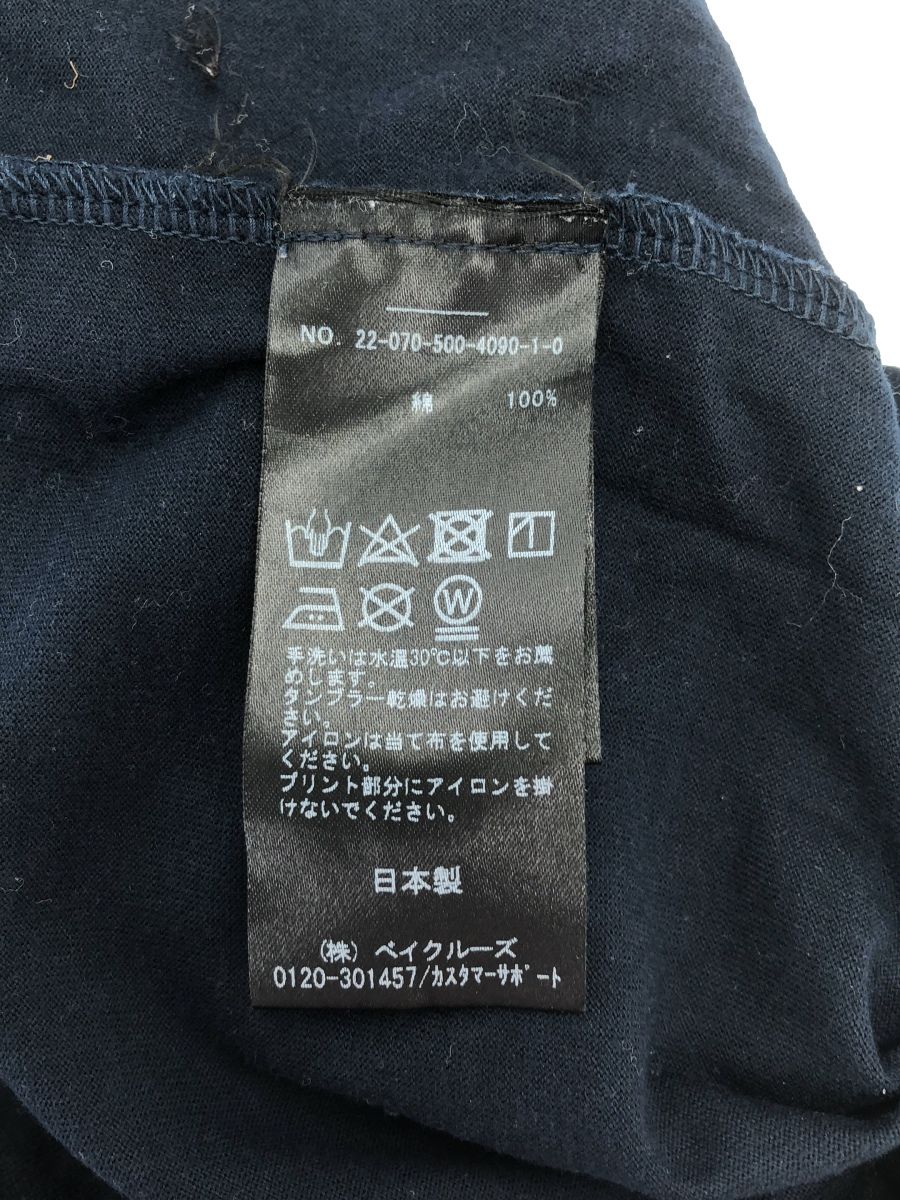 NO. 22-070-500-4090-1-0
綿 100%
W
手洗いは水温30℃以下をお薦
めします。
タンブラー乾燥はお避けくだ
さい。
アイロンは当て布を使用して
ください。
プリント部分にアイロンを掛
けないでください。
日本製
(株) ベイクルーズ
0120-301457/カスタマーサポート